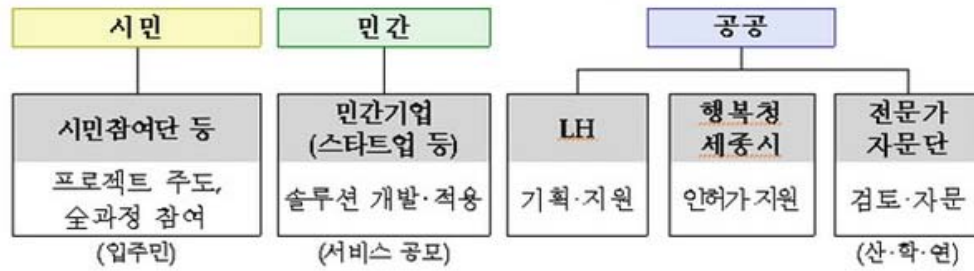 시민
민간
공공
시민참여단 등
프로젝트 주도,
全과정 참여
(입주민)
민간기업
(스타트업 등)
솔루션 개발·적용
(서비스 공모)
LH
기획·지원
행복청
세종시
인허가 지원
전문가
자문단
검토·자문
(산·학·연)